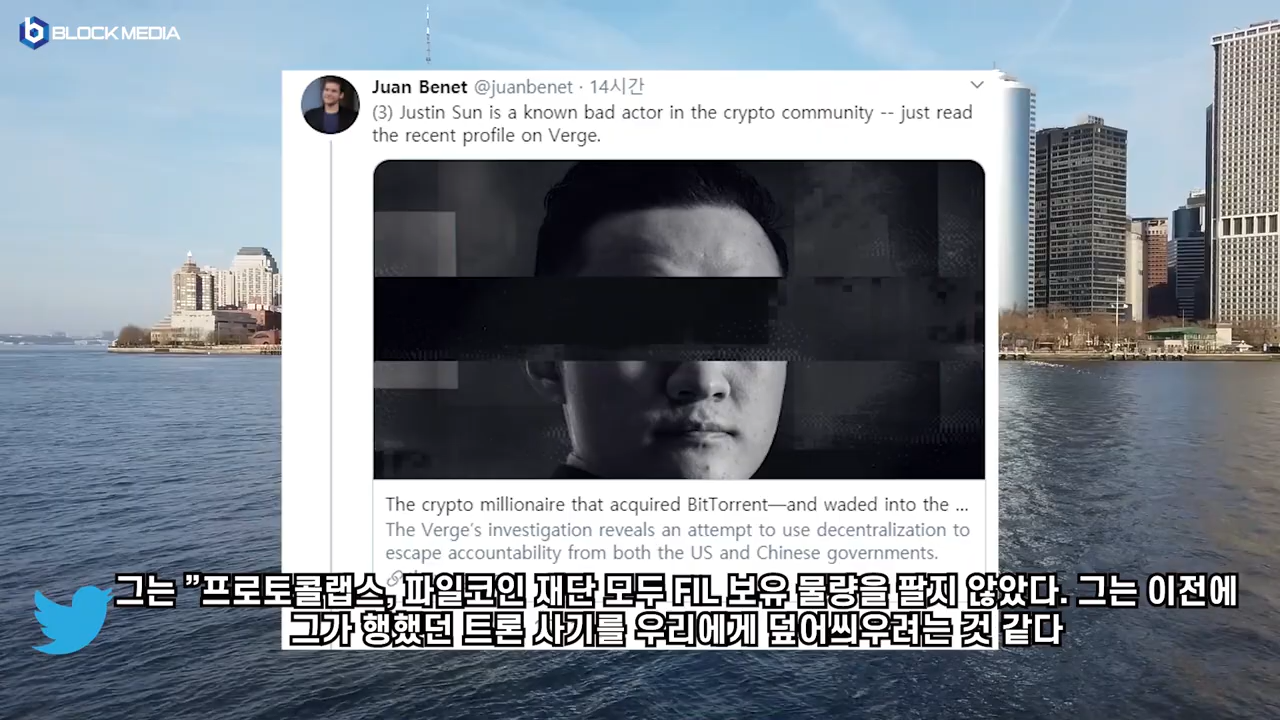 BLOCK MEDIA
Juan Benet @juanbenet · 14시간
(3) Justin Sun is a known bad actor in the crypto community -- just read
the recent profile on Verge.
The crypto millionaire that acquired BitTorrent—and waded into the ...
The Verge's investigation reveals an attempt to use decentralization to
escape accountability from both the US and Chinese governments.
그는 ”프로토콜랩스, 파일코인 재단 모두 FIL 보유 물량을 팔지 않았다. 그는 이전에
그가 행했던 트론 사기를 우리에게 덮어씌우려는 것 같다